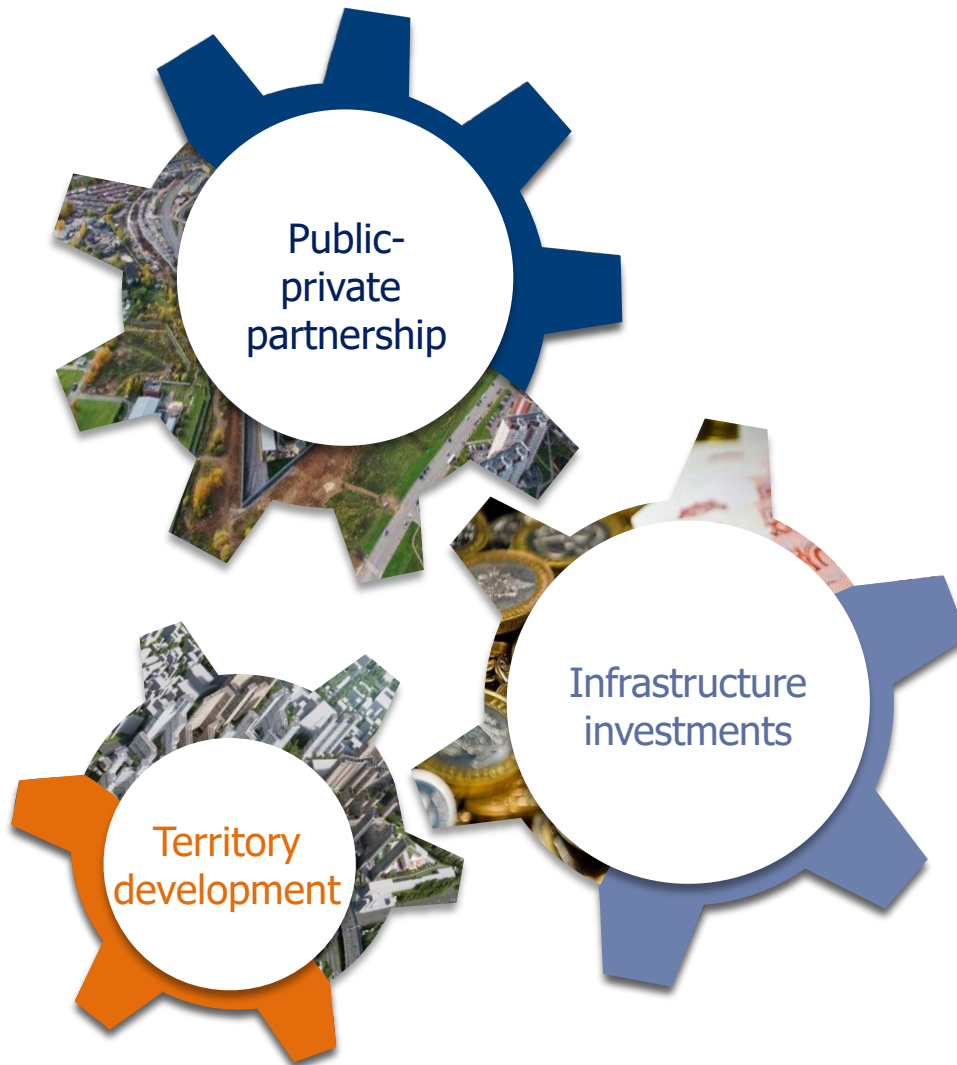 Public-
private
partnership
Infrastructure
investments
Territory
development